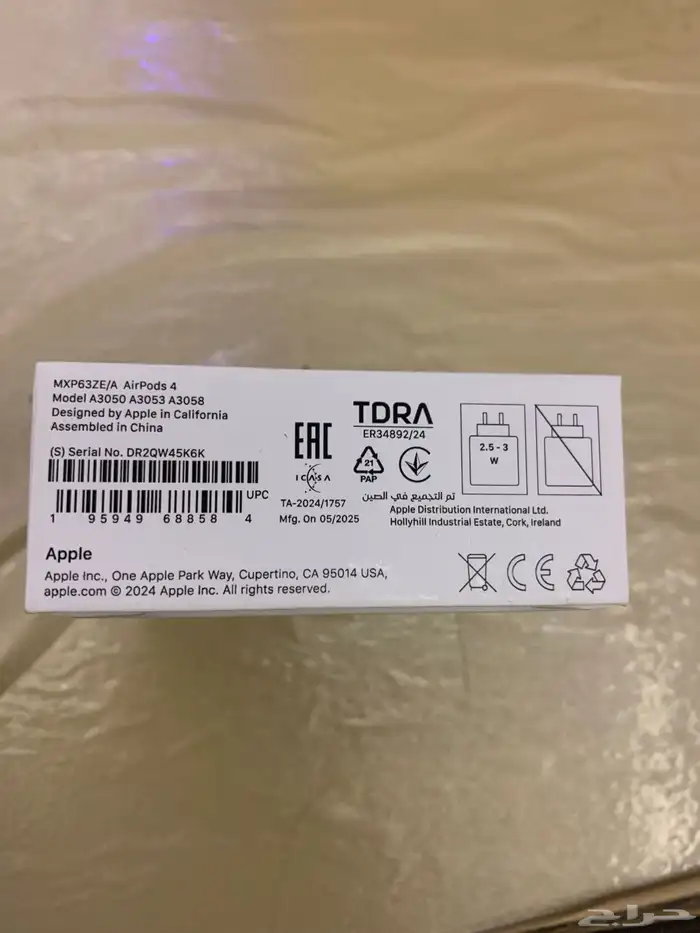 MXP63ZE/A AirPods 4
Model A3050 A3053 A3058
Designed by Apple in California
Assembled in China
(S) Serial No. DR2QW45K6K
UPC
1 95949 68858 4
EAC
ICASA
TA-2024/1757
Mfg. On 05/2025
TDRA
ER34892/24
21
PAP
2.5 - 3
W
تم التجميع في الصين
Apple Distribution International Ltd.
Hollyhill Industrial Estate, Cork, Ireland
Apple
Apple Inc., One Apple Park Way, Cupertino, CA 95014 USA,
apple.com © 2024 Apple Inc. All rights reserved.
CE
حراج